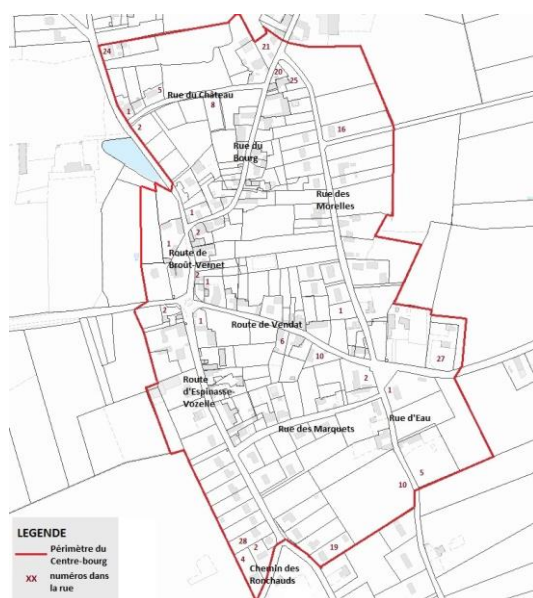 24
21
20
25
5
Rue du Château
8
1
2
16
Rue du
Bourg
Rue des
Morelles
1
2
1
Route de
Broût-Vernet
2
1
2
1
Route de Vendat
1
6
10
27
2
1
Route
d'Espinasse-
Vozelle
Rue des Marquets
Rue d'Eau
5
10
28
2
4
19
Chemin des
Ronchauds
LEGENDE
Périmètre du
Centre-bourg
XX
numéros dans
la rue